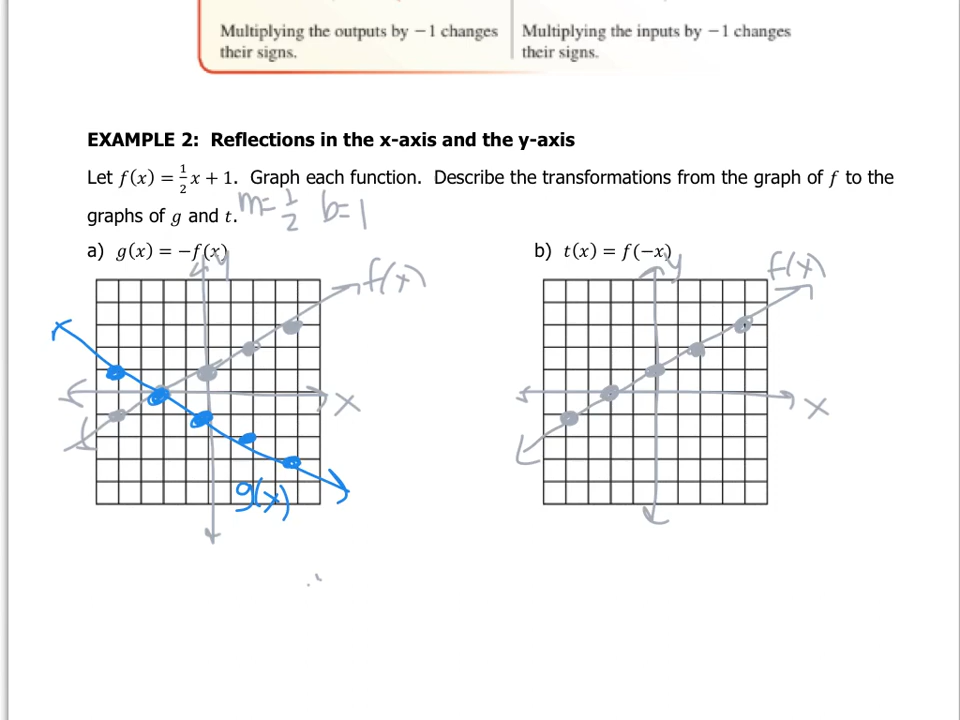 Multiplying the outputs by −1 changes their signs.
Multiplying the inputs by −1 changes their signs.
EXAMPLE 2: Reflections in the x-axis and the y-axis
Let f(x) = 1/2 x + 1. Graph each function. Describe the transformations from the graph of f to the
graphs of g and t.
m= 1/2 b= 1
a) g(x) = −f(x)
b) t(x) = f(−x)
y
f(x)
x
g(x)
y
f(x)
x